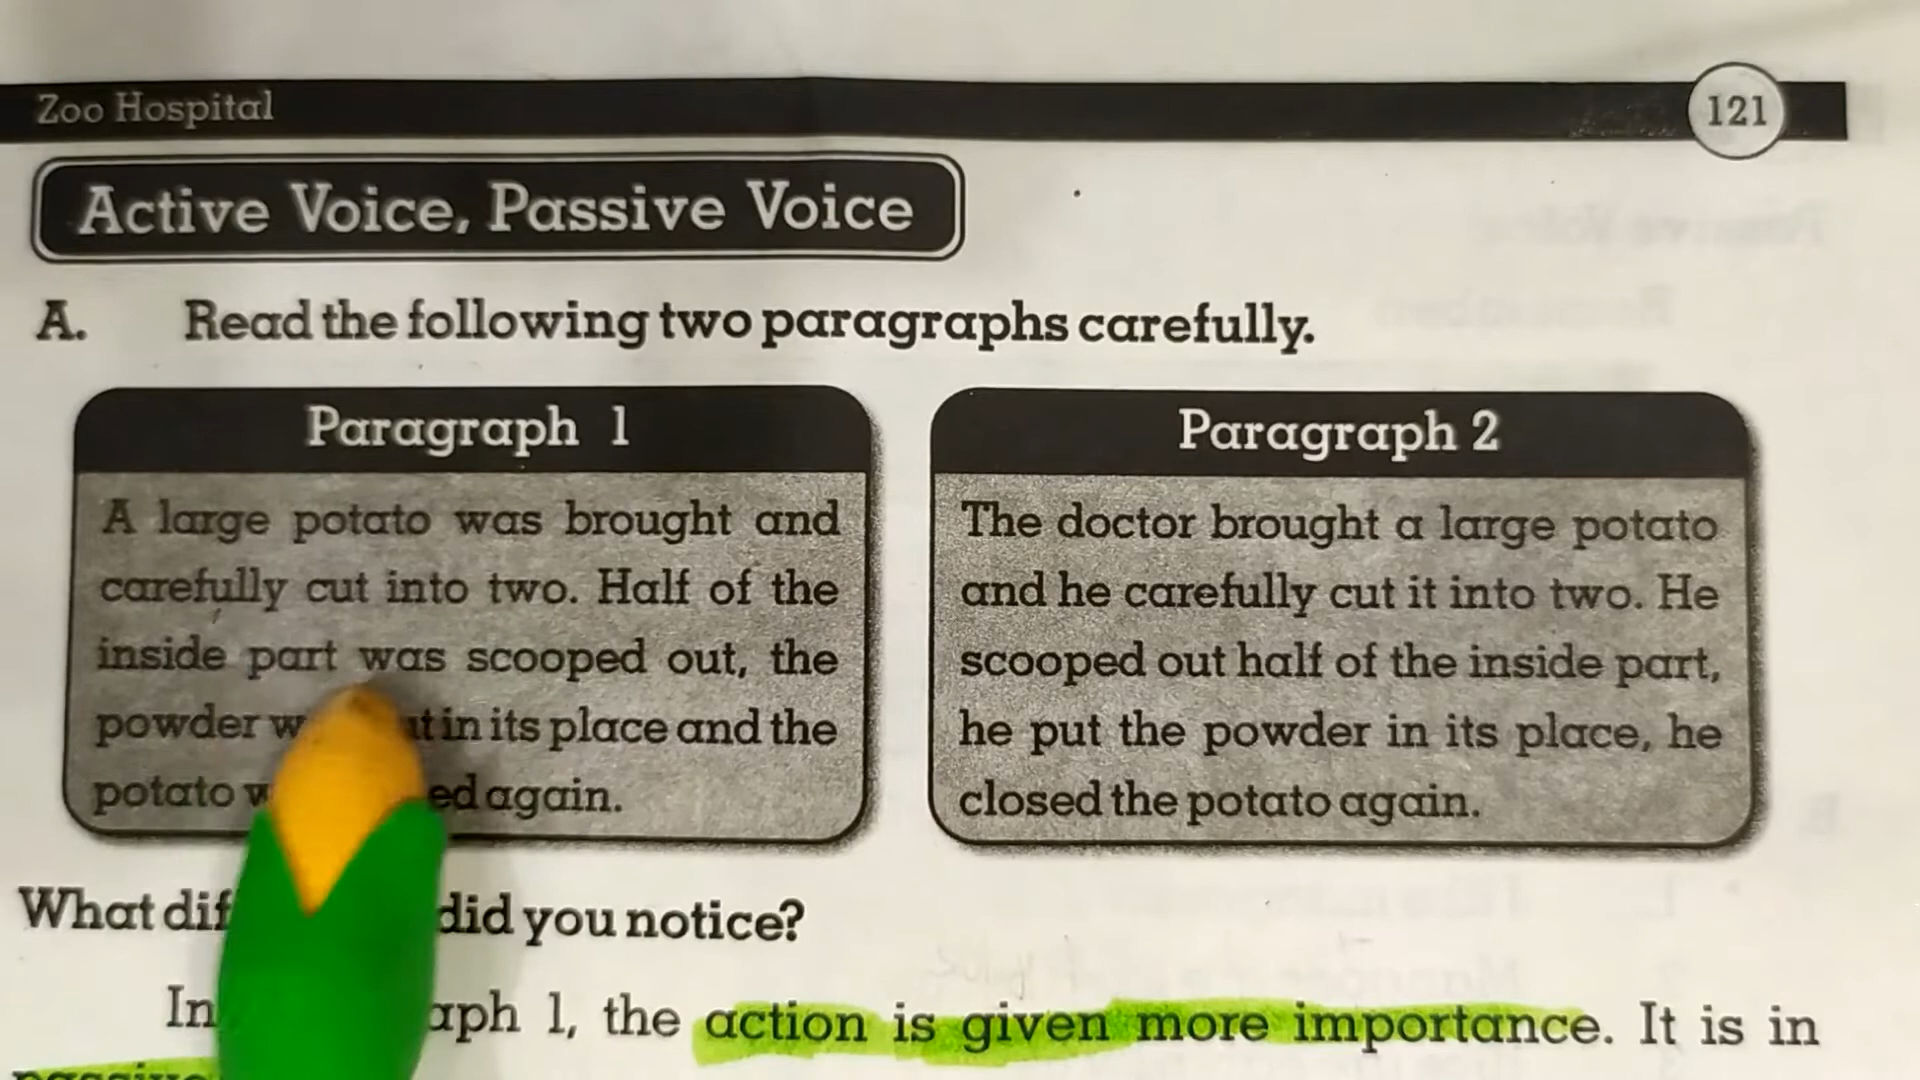 Zoo Hospital
121
Active Voice, Passive Voice
A. Read the following two paragraphs carefully.
Paragraph 1
A large potato was brought and
carefully cut into two. Half of the
inside part was scooped out, the
powder in its place and the
potato again.
Paragraph 2
The doctor brought a large potato
and he carefully cut it into two. He
scooped out half of the inside part,
he put the powder in its place, he
closed the potato again.
What did you notice?
In 1, the action is given more importance. It is in